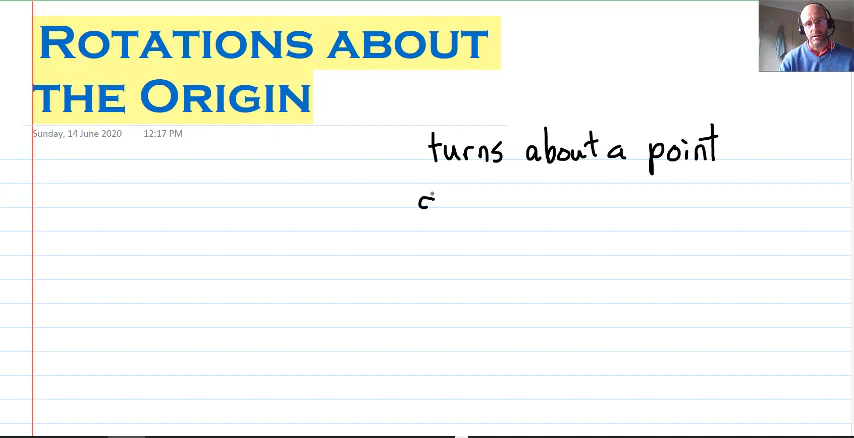 ROTATIONS ABOUT
THE ORIGIN
Sunday, 14 June 2020 12:17 PM
turns about a point
c